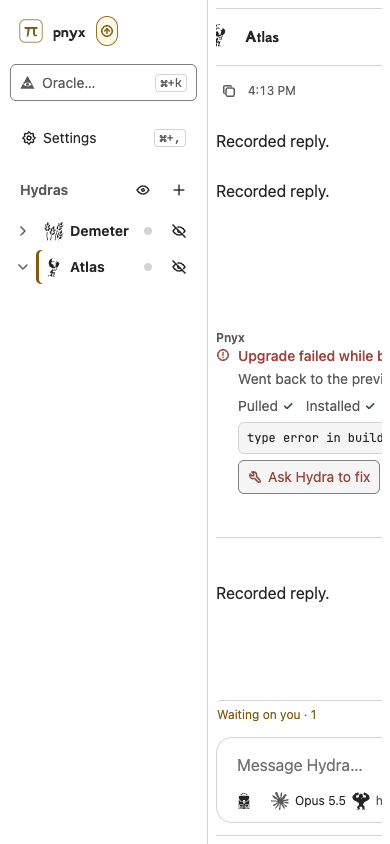 π pnyx
Oracle... ⌘+k
Settings ⌘+,
Hydras
Demeter
Atlas
Atlas
4:13 PM
Recorded reply.
Recorded reply.
Pnyx
Upgrade failed while b
Went back to the previ
Pulled ✓ Installed ✓
type error in build
Ask Hydra to fix
Recorded reply.
Waiting on you · 1
Message Hydra...
Opus 5.5 h